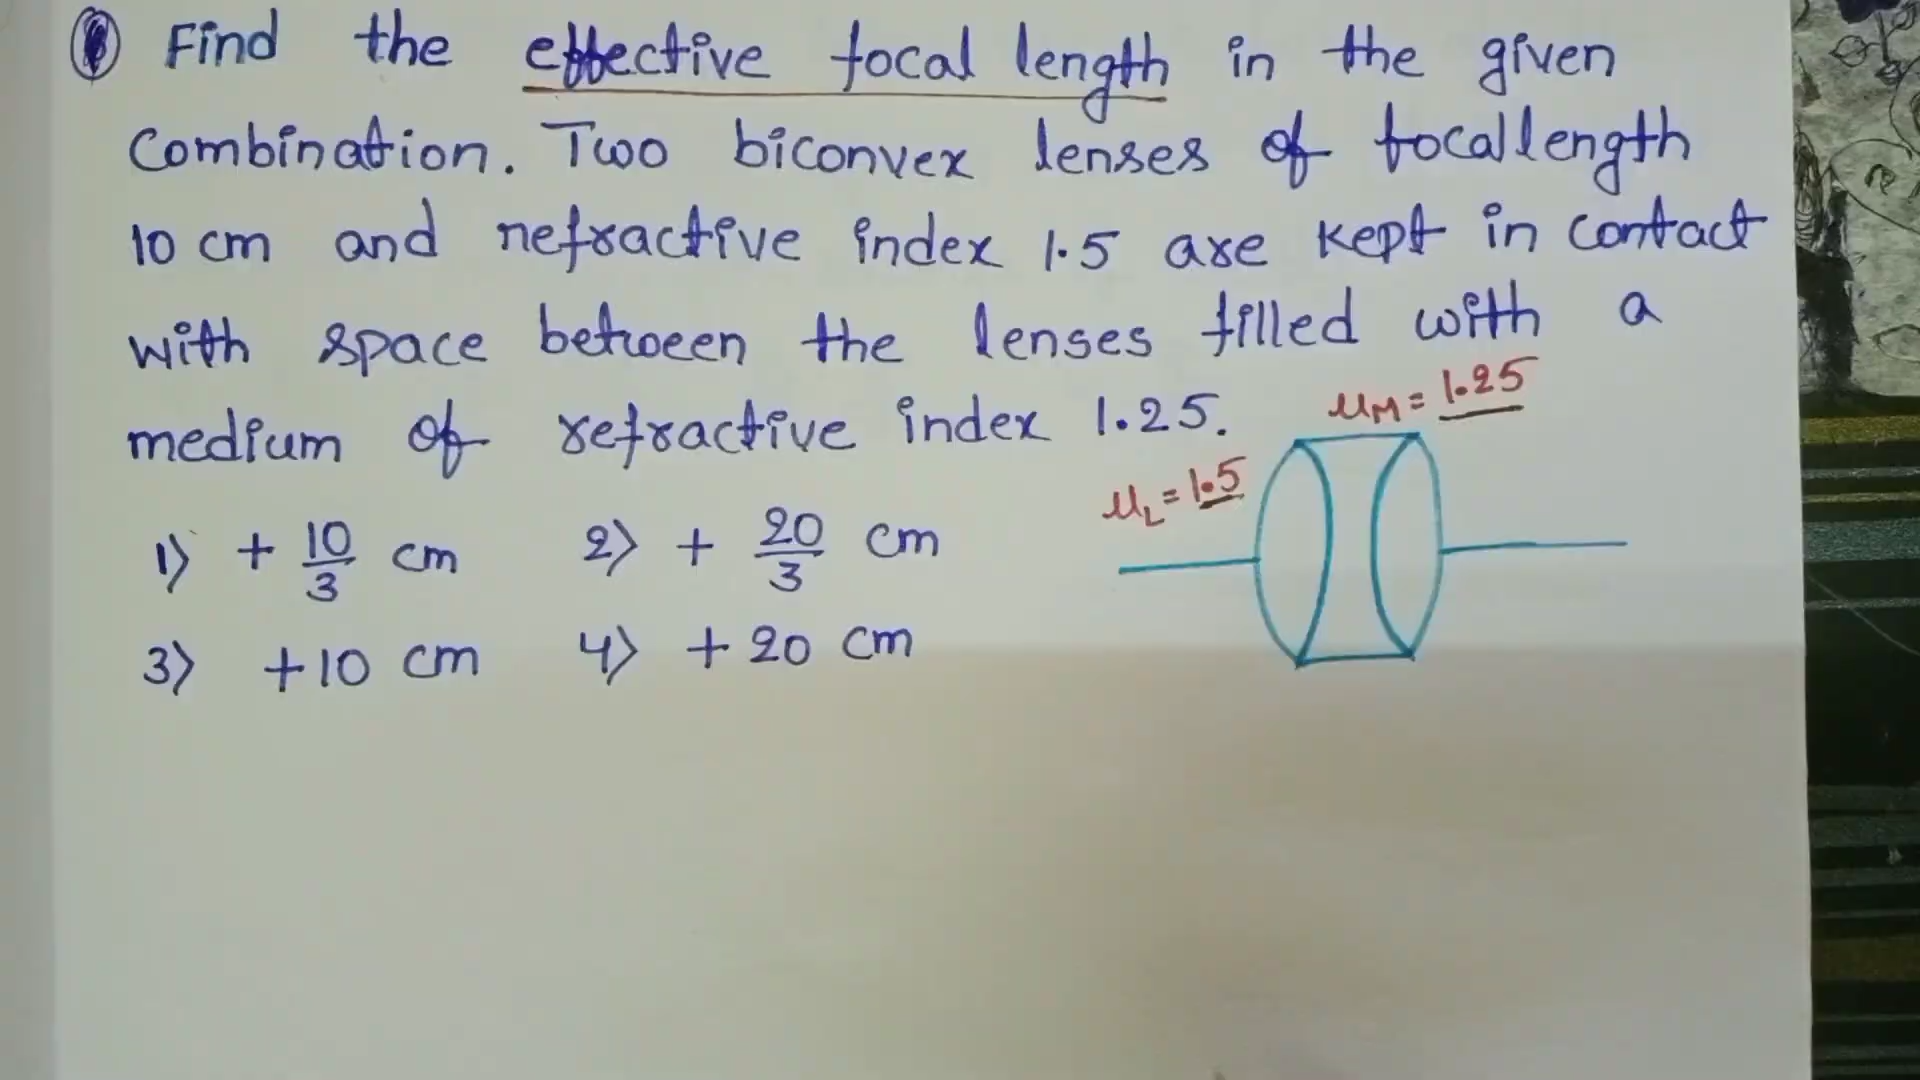 Find the effective focal length in the given
combination. Two biconvex lenses of focal length
10 cm and refractive index 1.5 are kept in contact
with space between the lenses filled with a
medium of refractive index 1.25.
μM = 1.25
μL = 1.5
1) + 10/3 cm 2) + 20/3 cm
3) +10 cm 4) + 20 cm